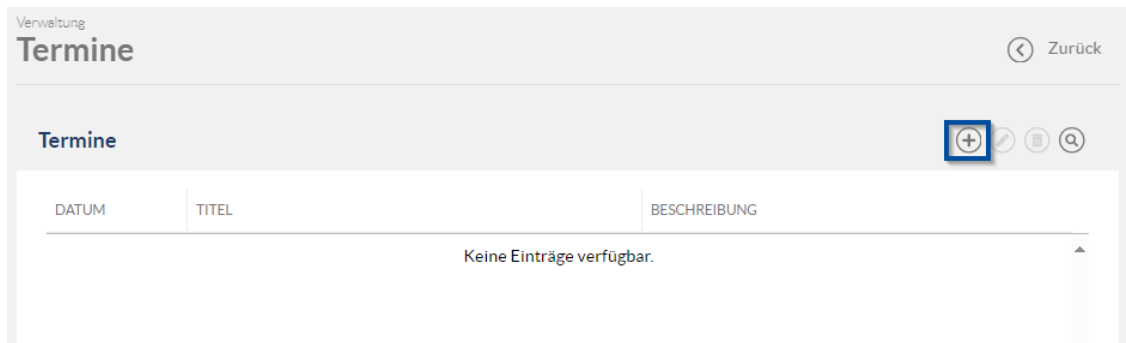 Verwaltung
Termine
Zurück
Termine
DATUM TITEL BESCHREIBUNG
Keine Einträge verfügbar.